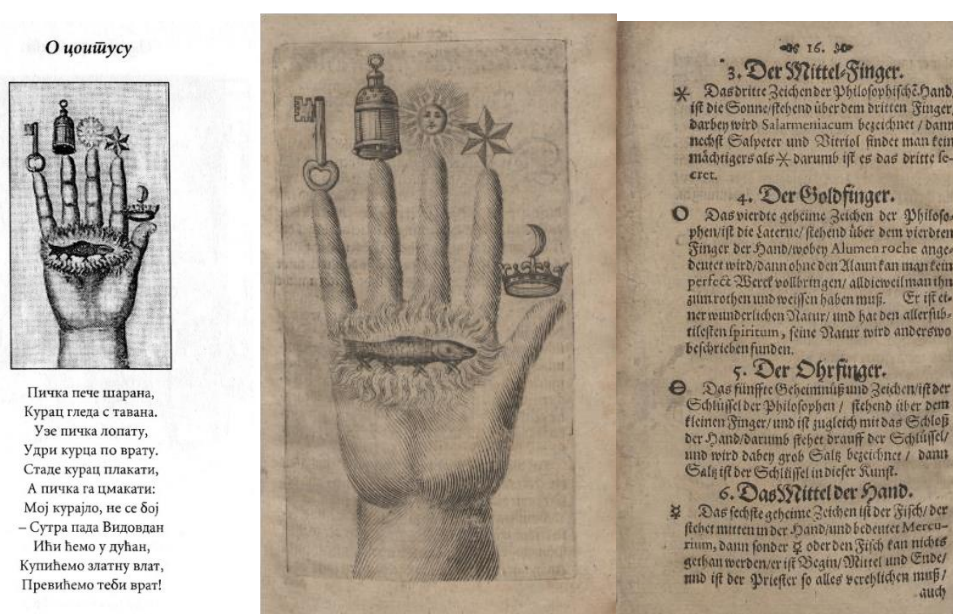 О цоитусу
Пичка пече шарана,
Курац гледа с тавана.
Узе пичка лопату,
Удри курца по врату.
Стаде курац плакати,
А пичка га цмакати:
Мој курајло, не се бој
– Сутра пада Видовдан
Ићи ћемо у дућан,
Купићемо златну влат,
Превићемо теби врат!
16.
3. Der Mittel-Finger.
Das dritte Zeichen der Philosophischẽ Hand/
ist die Sonne/stehend über dem dritten Finger/
darbey wird Salarmeniacum bezeichnet / dann
nechst Salpeter und Vitriol findet man kein
mächtigers als ⚹ darumb ist es das dritte se-
cret.
4. Der Goldfinger.
Das vierdte geheime Zeichen der Philoso-
phen/ist die Laterne/stehend über dem vierdten
Finger der Hand/wobey Alumen roche ange-
deutet wird/dann ohne den Alaun kan man kein
perfect Werck vollbringen/ alldieweil man ihn
zum rothen und weissen haben muß. Er ist ei-
ner wunderlichen Natur/ und hat den allersub-
tilesten spiritum, seine Natur wird anderswo
beschrieben funden.
5. Der Ohrfinger.
Das fünffte Geheimnüß und Zeichen/ist der
Schlüssel der Philosophen / stehend über dem
kleinen Finger/und ist zugleich mit das Schloß
der Hand/darumb stehet drauff der Schlüssel/
und wird dabey grob Saltz bezeichnet / dann
Saltz ist der Schlüssel in dieser Kunst.
6. Das Mittel der Hand.
Das sechste geheime Zeichen ist der Fisch/ der
stehet mitten in der Hand/und bedeutet Mercu-
rium, dann sonder ☿ oder den Fisch kan nichts
gethan werden/er ist Begin/Mittel und Ende/
und ist der Priester so alles verehlichen muß/
auch